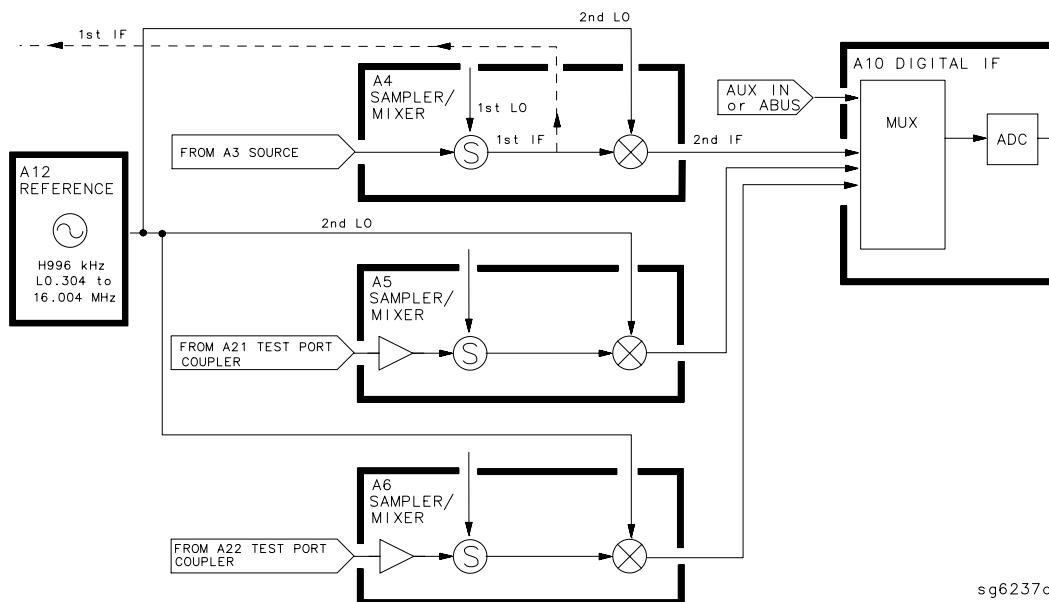 2nd LO
1st IF
A4
SAMPLER/
MIXER
1st LO
S
1st IF
2nd IF
FROM A3 SOURCE
AUX IN
or ABUS
A10 DIGITAL IF
MUX
ADC
A12
REFERENCE
H996 kHz
L0.304 to
16.004 MHz
2nd LO
A5
SAMPLER/
MIXER
S
FROM A21 TEST PORT
COUPLER
A6
SAMPLER/
MIXER
S
FROM A22 TEST PORT
COUPLER